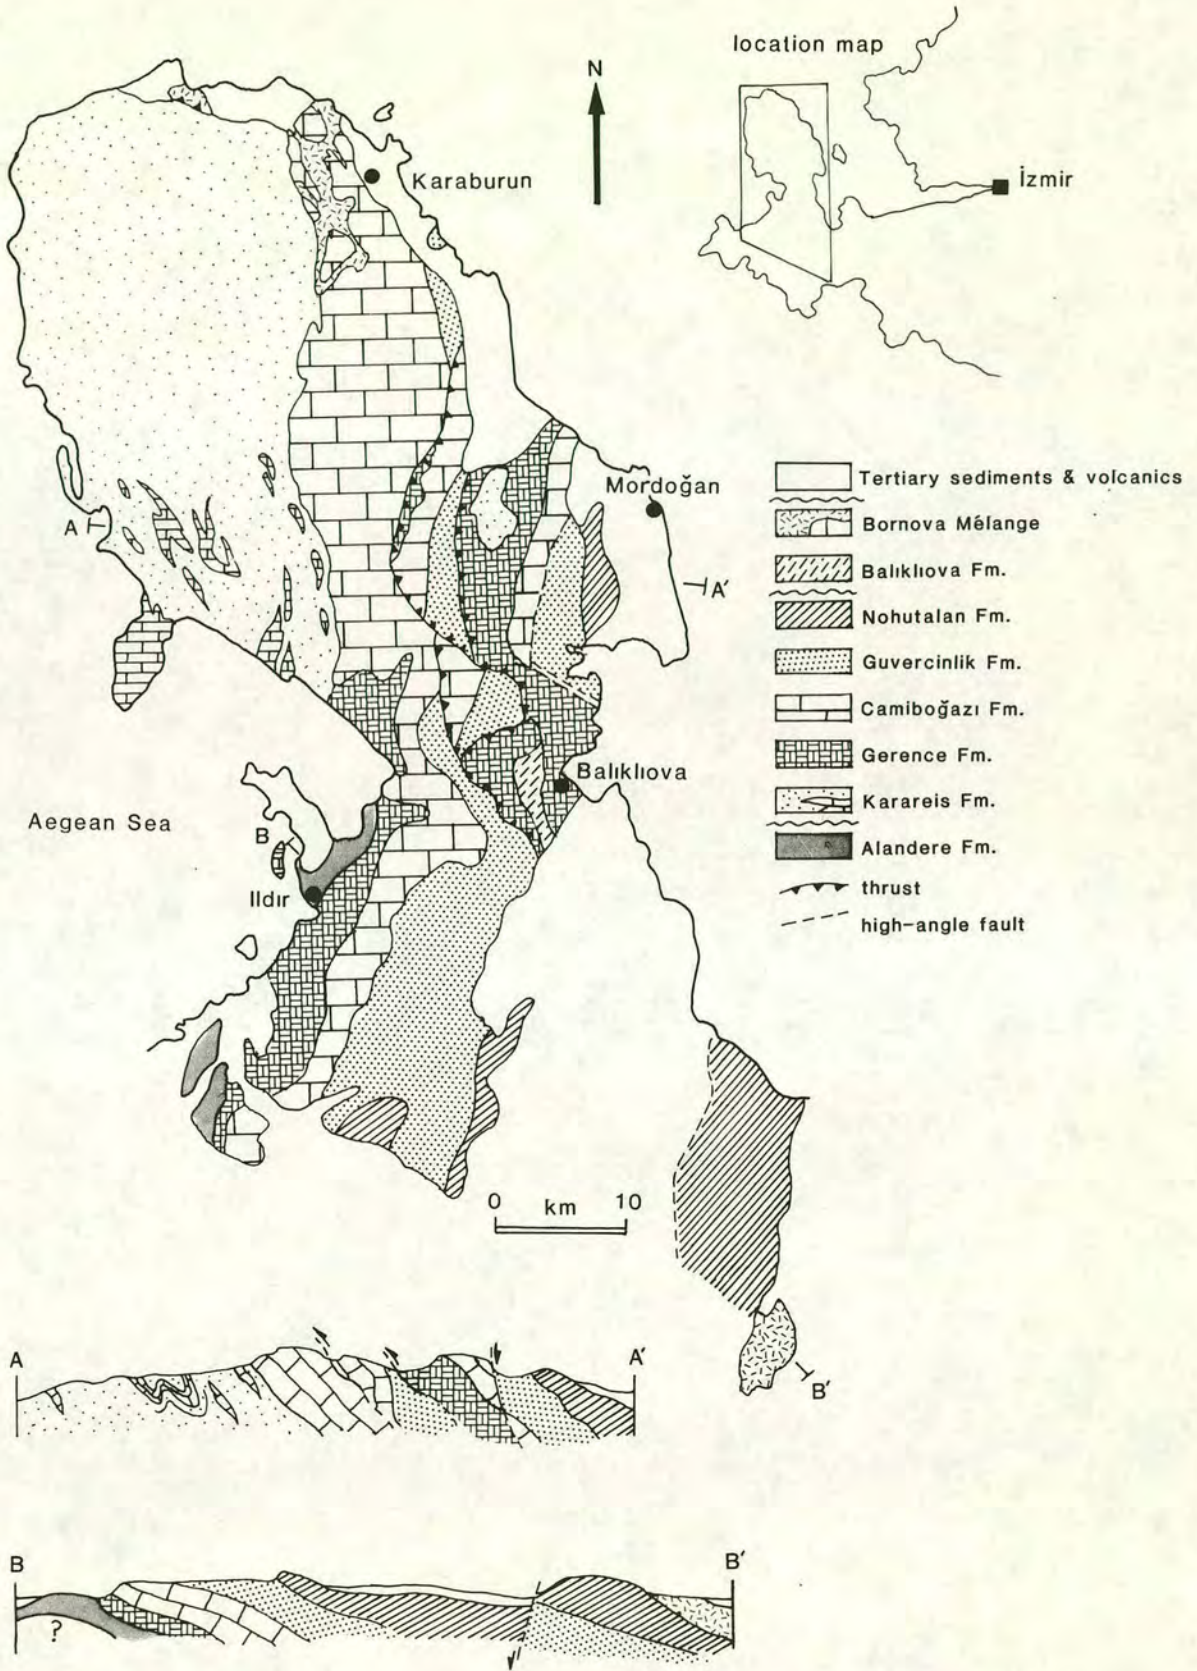 location map
N
Karaburun
İzmir
Mordoğan
A
A'
Tertiary sediments & volcanics
Bornova Mélange
Balıklıova Fm.
Nohutalan Fm.
Guvercinlik Fm.
Camiboğazı Fm.
Gerence Fm.
Karareis Fm.
Alandere Fm.
thrust
high-angle fault
Balıklıova
Aegean Sea
B
Ildır
0 km 10
B'
A
A'
B
B'
?